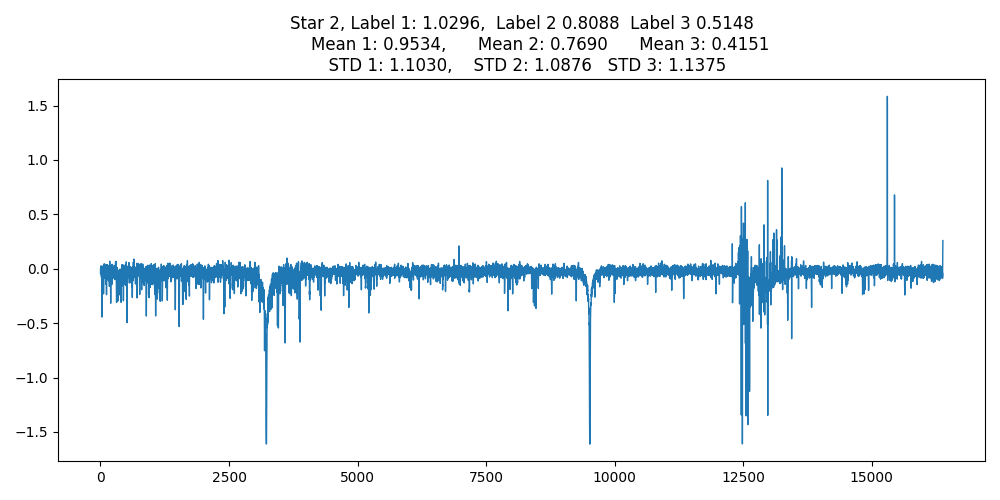 Star 2, Label 1: 1.0296, Label 2 0.8088 Label 3 0.5148
Mean 1: 0.9534, Mean 2: 0.7690 Mean 3: 0.4151
STD 1: 1.1030, STD 2: 1.0876 STD 3: 1.1375
1.5
1.0
0.5
0.0
−0.5
−1.0
−1.5
0 2500 5000 7500 10000 12500 15000